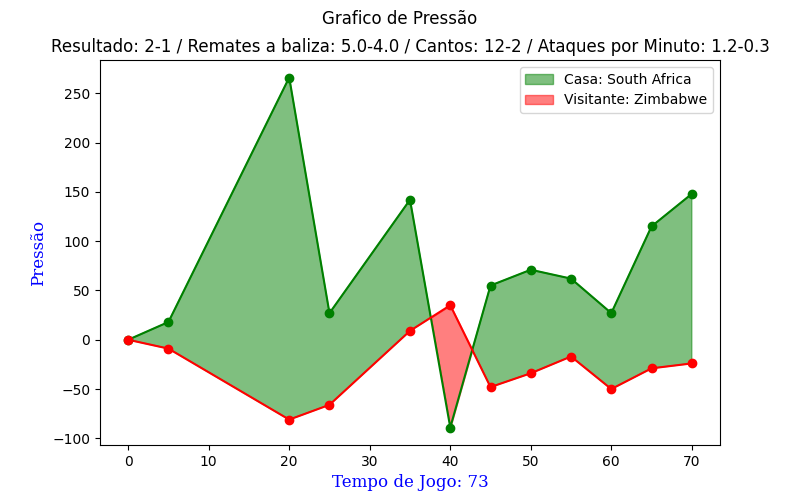 Grafico de Pressão
Resultado: 2-1 / Remates a baliza: 5.0-4.0 / Cantos: 12-2 / Ataques por Minuto: 1.2-0.3
Casa: South Africa
Visitante: Zimbabwe
Pressão
250
200
150
100
50
0
−50
−100
0 10 20 30 40 50 60 70
Tempo de Jogo: 73